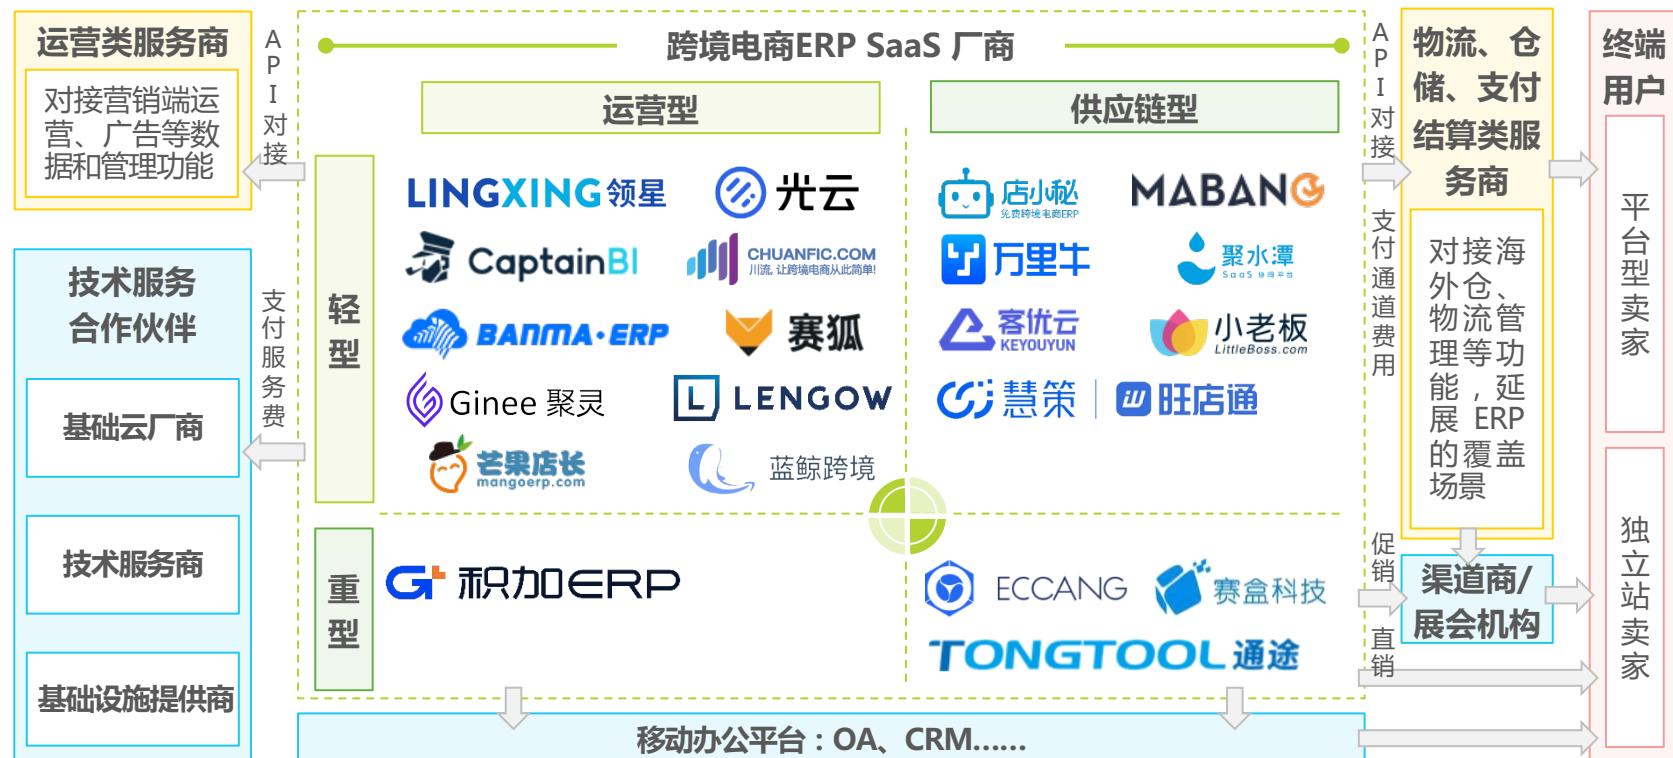 运营类服务商
对接营销端运
营、广告等数
据和管理功能
API对接
技术服务
合作伙伴
基础云厂商
技术服务商
基础设施提供商
支付服务费
跨境电商ERP SaaS 厂商
运营型
供应链型
轻型
LINGXING 领星
光云
CaptainBI
CHUANFIC.COM
川流, 让跨境电商从此简单!
BANMA·ERP
赛狐
Ginee 聚灵
LENGOW
芒果店长
mangoerp.com
蓝鲸跨境
店小秘
免费跨境电商ERP
MABANG
万里牛
聚水潭
SaaS 协同平台
客优云
KEYOUYUN
小老板
LittleBoss.com
慧策
旺店通
重型
积加ERP
ECCANG
赛盒科技
TONGTOOL 通途
移动办公平台：OA、CRM……
API对接
支付通道费用
促销
直销
物流、仓
储、支付
结算类服
务商
对接海
外仓、
物流管
理等功
能，延
展 ERP
的覆盖
场景
渠道商/
展会机构
终端
用户
平台型卖家
独立站卖家